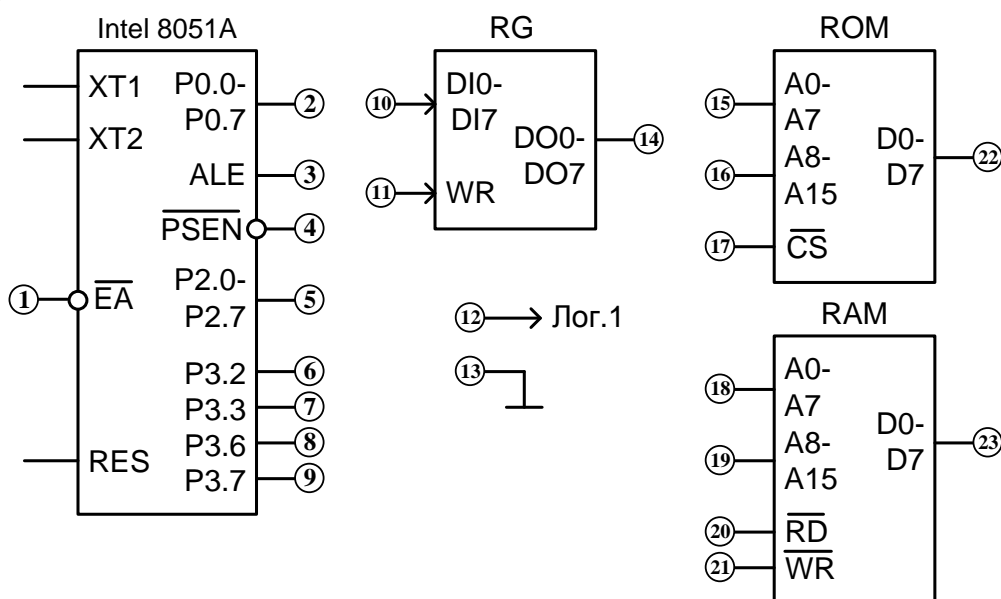 Intel 8051A
XT1
XT2
EA
RES
P0.0-
P0.7
ALE
PSEN
P2.0-
P2.7
P3.2
P3.3
P3.6
P3.7
1
2
3
4
5
6
7
8
9
RG
DI0-
DI7
WR
DO0-
DO7
10
11
14
12
Лог.1
13
ROM
A0-
A7
A8-
A15
CS
D0-
D7
15
16
17
22
RAM
A0-
A7
A8-
A15
RD
WR
D0-
D7
18
19
20
21
23